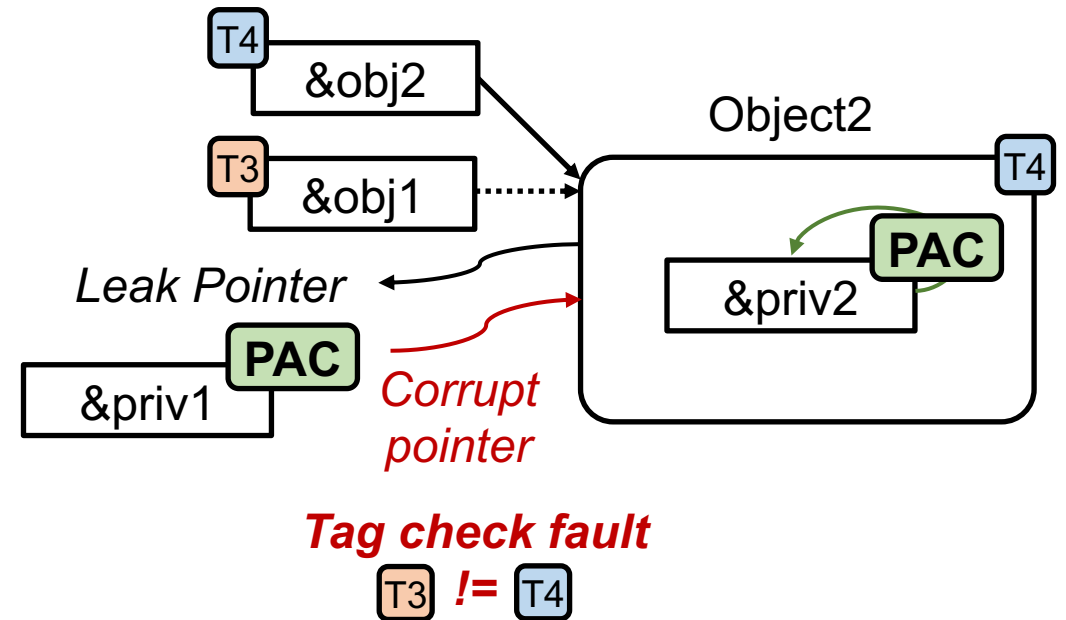 T4
&obj2
Object2
T3
&obj1
T4
PAC
&priv2
Leak Pointer
PAC
&priv1
Corrupt
pointer
Tag check fault
T3 != T4